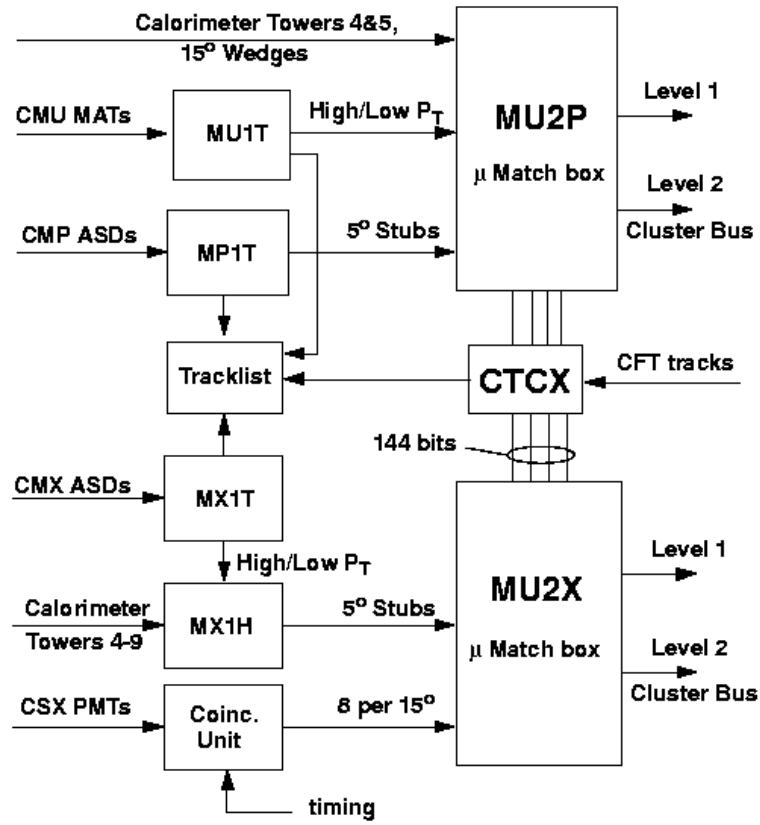 Calorimeter Towers 4&5,
15° Wedges
CMU MATs
MU1T
High/Low PT
MU2P
μ Match box
Level 1
Level 2
Cluster Bus
CMP ASDs
MP1T
5° Stubs
Tracklist
CTCX
CFT tracks
144 bits
CMX ASDs
MX1T
High/Low PT
Calorimeter
Towers 4-9
MX1H
5° Stubs
MU2X
μ Match box
Level 1
Level 2
Cluster Bus
CSX PMTs
Coinc.
Unit
8 per 15°
timing